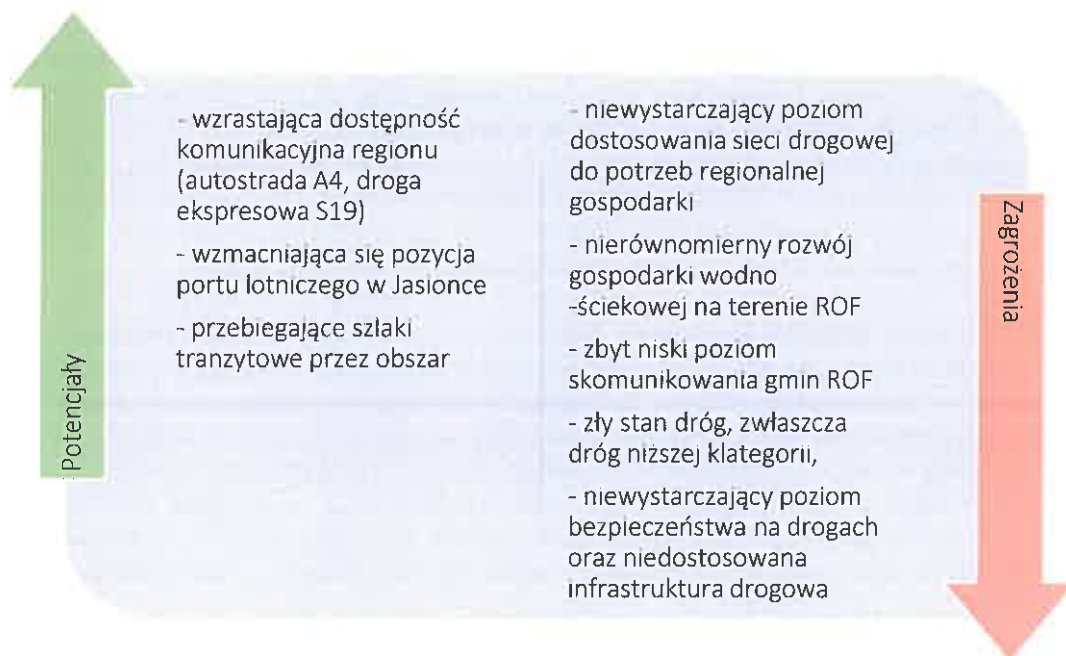 Potencjały
- wzrastająca dostępność
komunikacyjna regionu
(autostrada A4, droga
ekspresowa S19)
- wzmacniająca się pozycja
portu lotniczego w Jasionce
- przebiegające szlaki
tranzytowe przez obszar
- niewystarczający poziom
dostosowania sieci drogowej
do potrzeb regionalnej
gospodarki
- nierównomierny rozwój
gospodarki wodno
-ściekowej na terenie ROF
- zbyt niski poziom
skomunikowania gmin ROF
- zły stan dróg, zwłaszcza
dróg niższej klategorii,
- niewystarczający poziom
bezpieczeństwa na drogach
oraz niedostosowana
infrastruktura drogowa
Zagrożenia